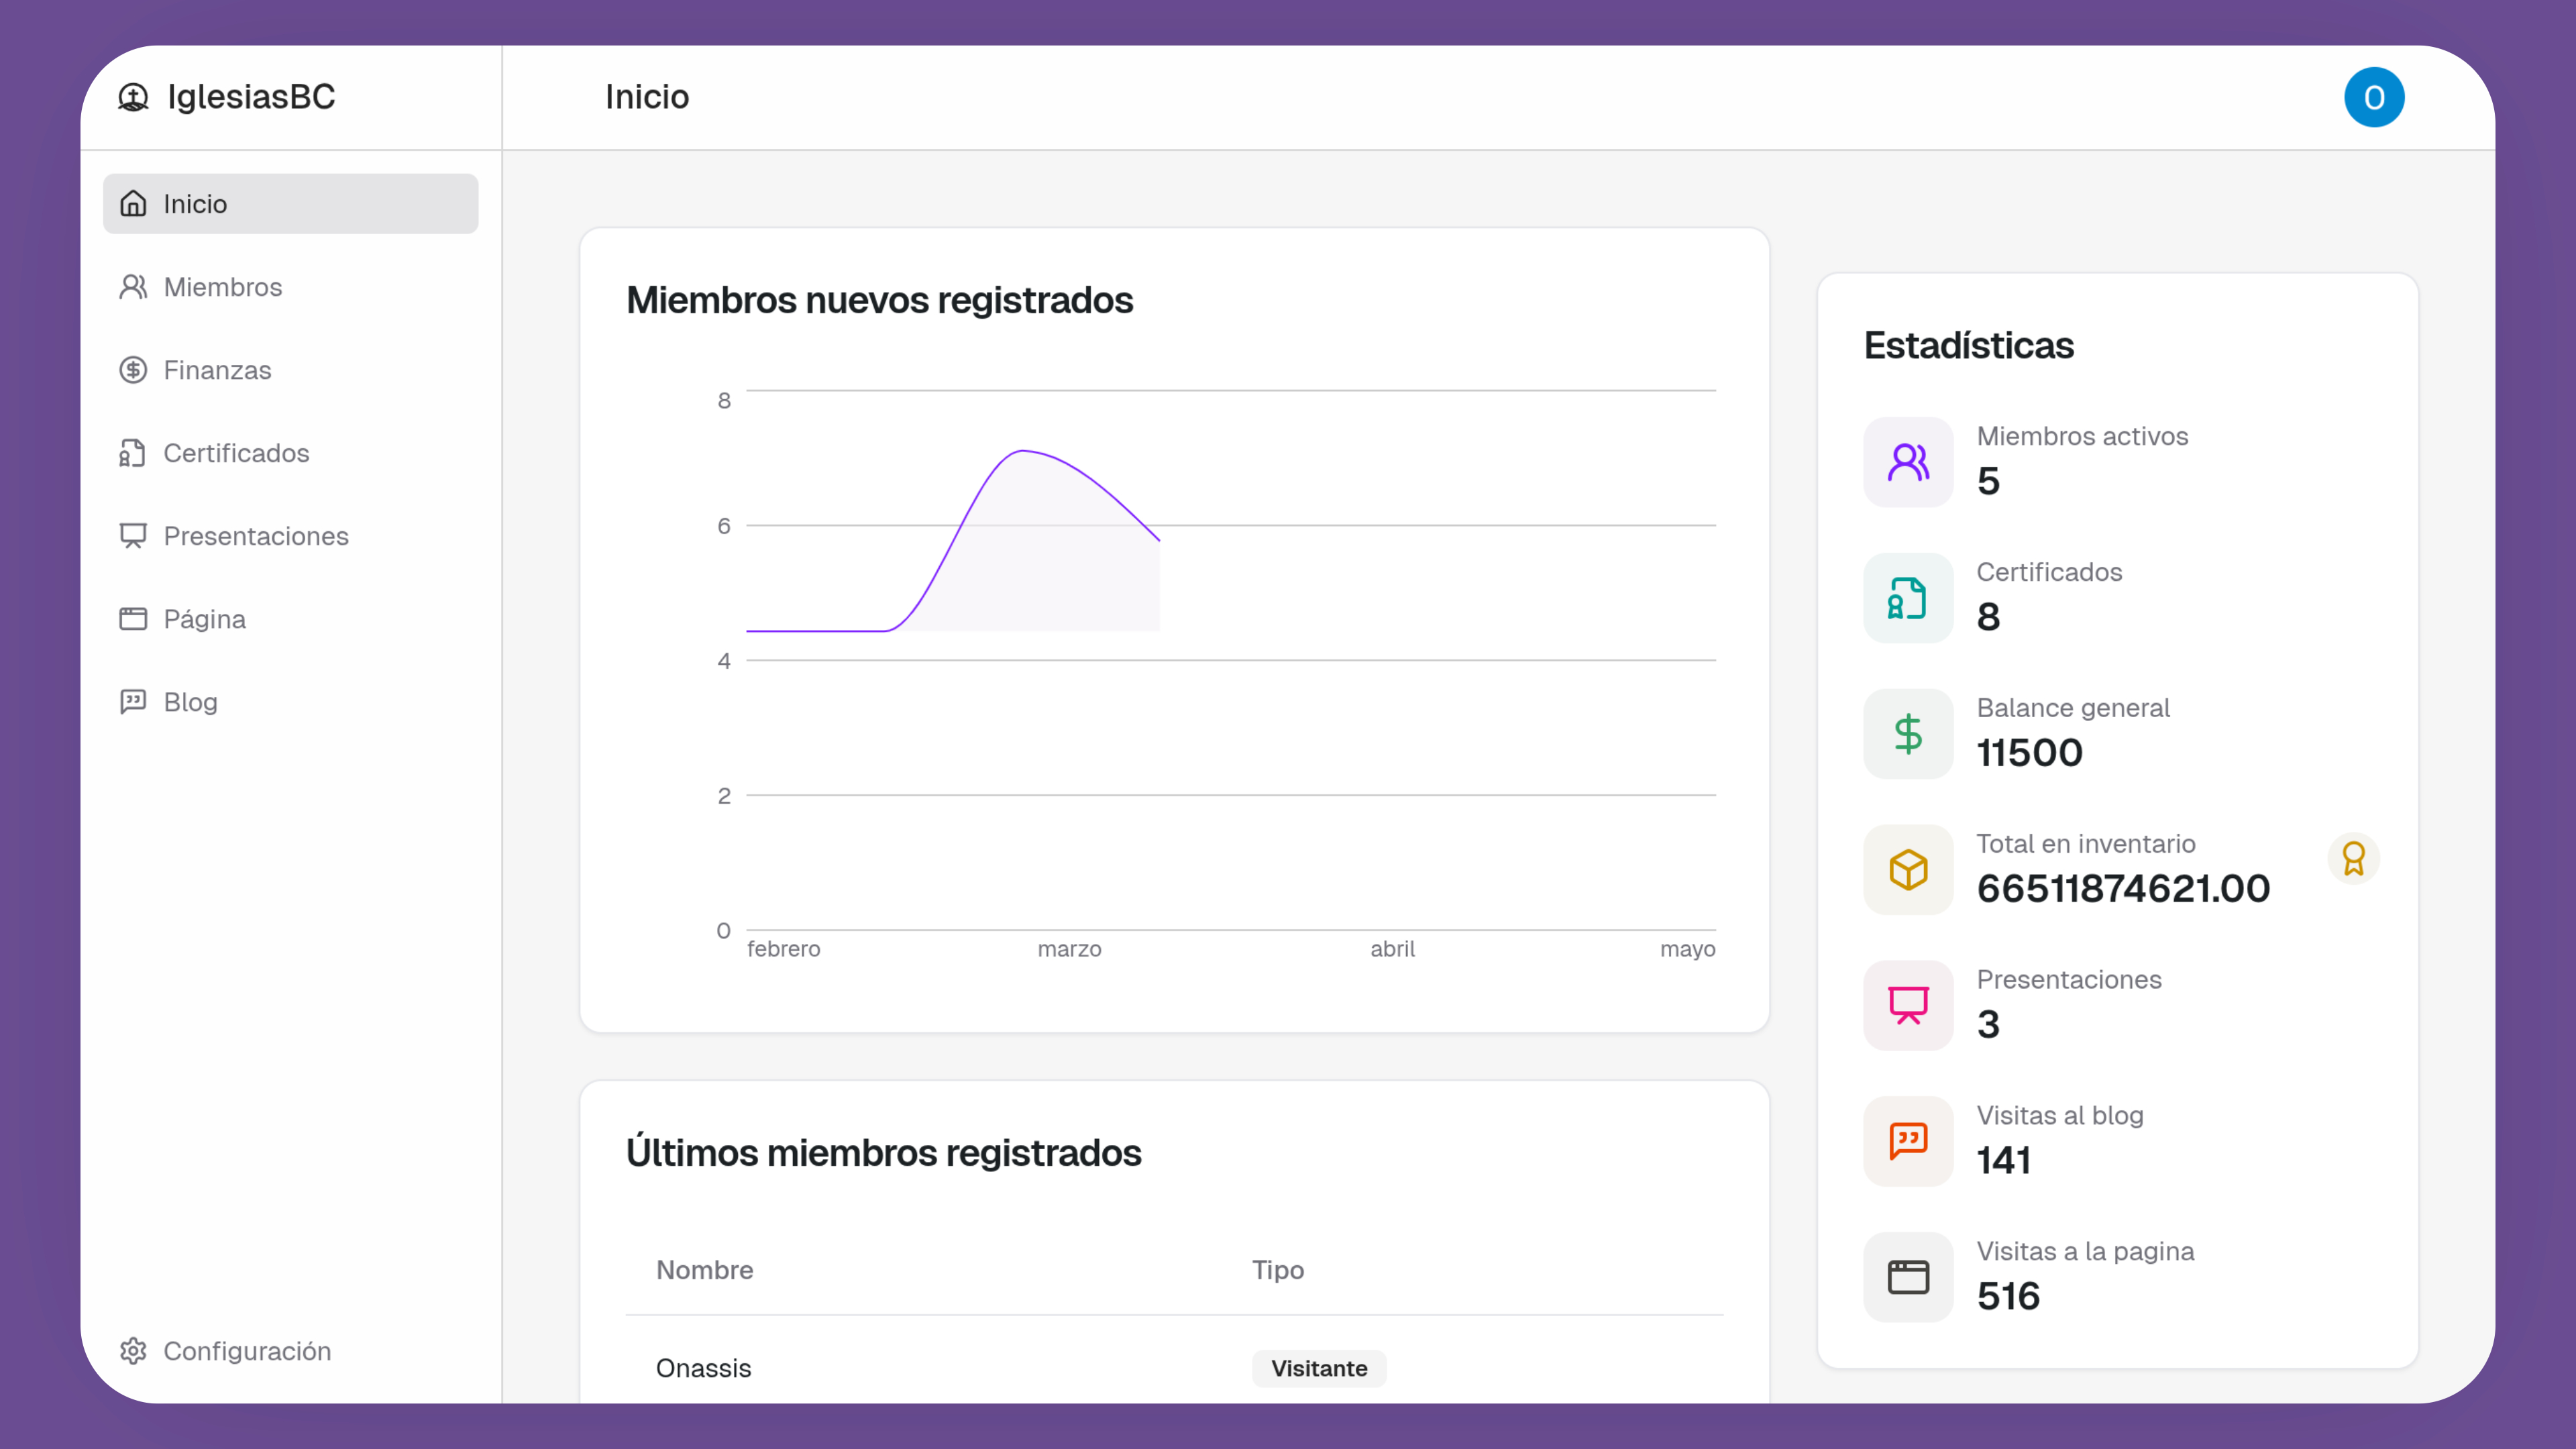 IglesiasBC
Inicio
O
Inicio
Miembros
Finanzas
Certificados
Presentaciones
Página
Blog
Configuración
Miembros nuevos registrados
8
6
4
2
0
febrero marzo abril mayo
Últimos miembros registrados
Nombre Tipo
Onassis Visitante
Estadísticas
Miembros activos
5
Certificados
8
Balance general
11500
Total en inventario
66511874621.00
Presentaciones
3
Visitas al blog
141
Visitas a la pagina
516